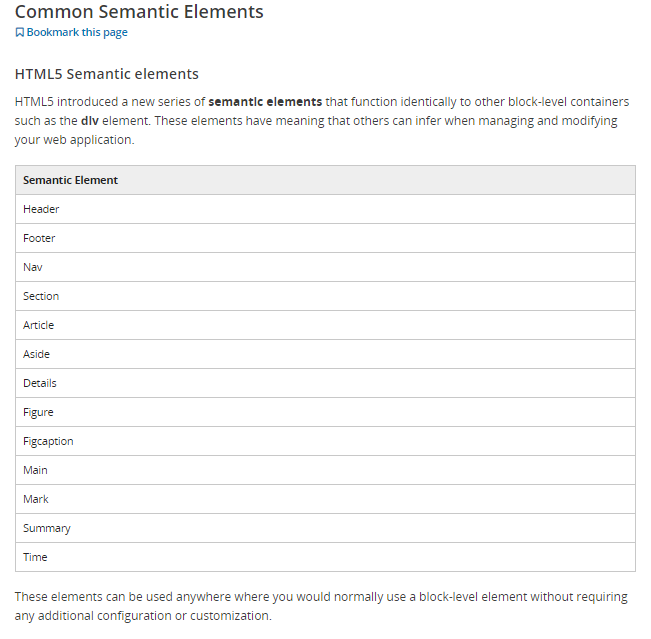 Common Semantic Elements
Bookmark this page
HTML5 Semantic elements
HTML5 introduced a new series of semantic elements that function identically to other block-level containers
such as the div element. These elements have meaning that others can infer when managing and modifying
your web application.
Semantic Element
Header
Footer
Nav
Section
Article
Aside
Details
Figure
Figcaption
Main
Mark
Summary
Time
These elements can be used anywhere where you would normally use a block-level element without requiring
any additional configuration or customization.